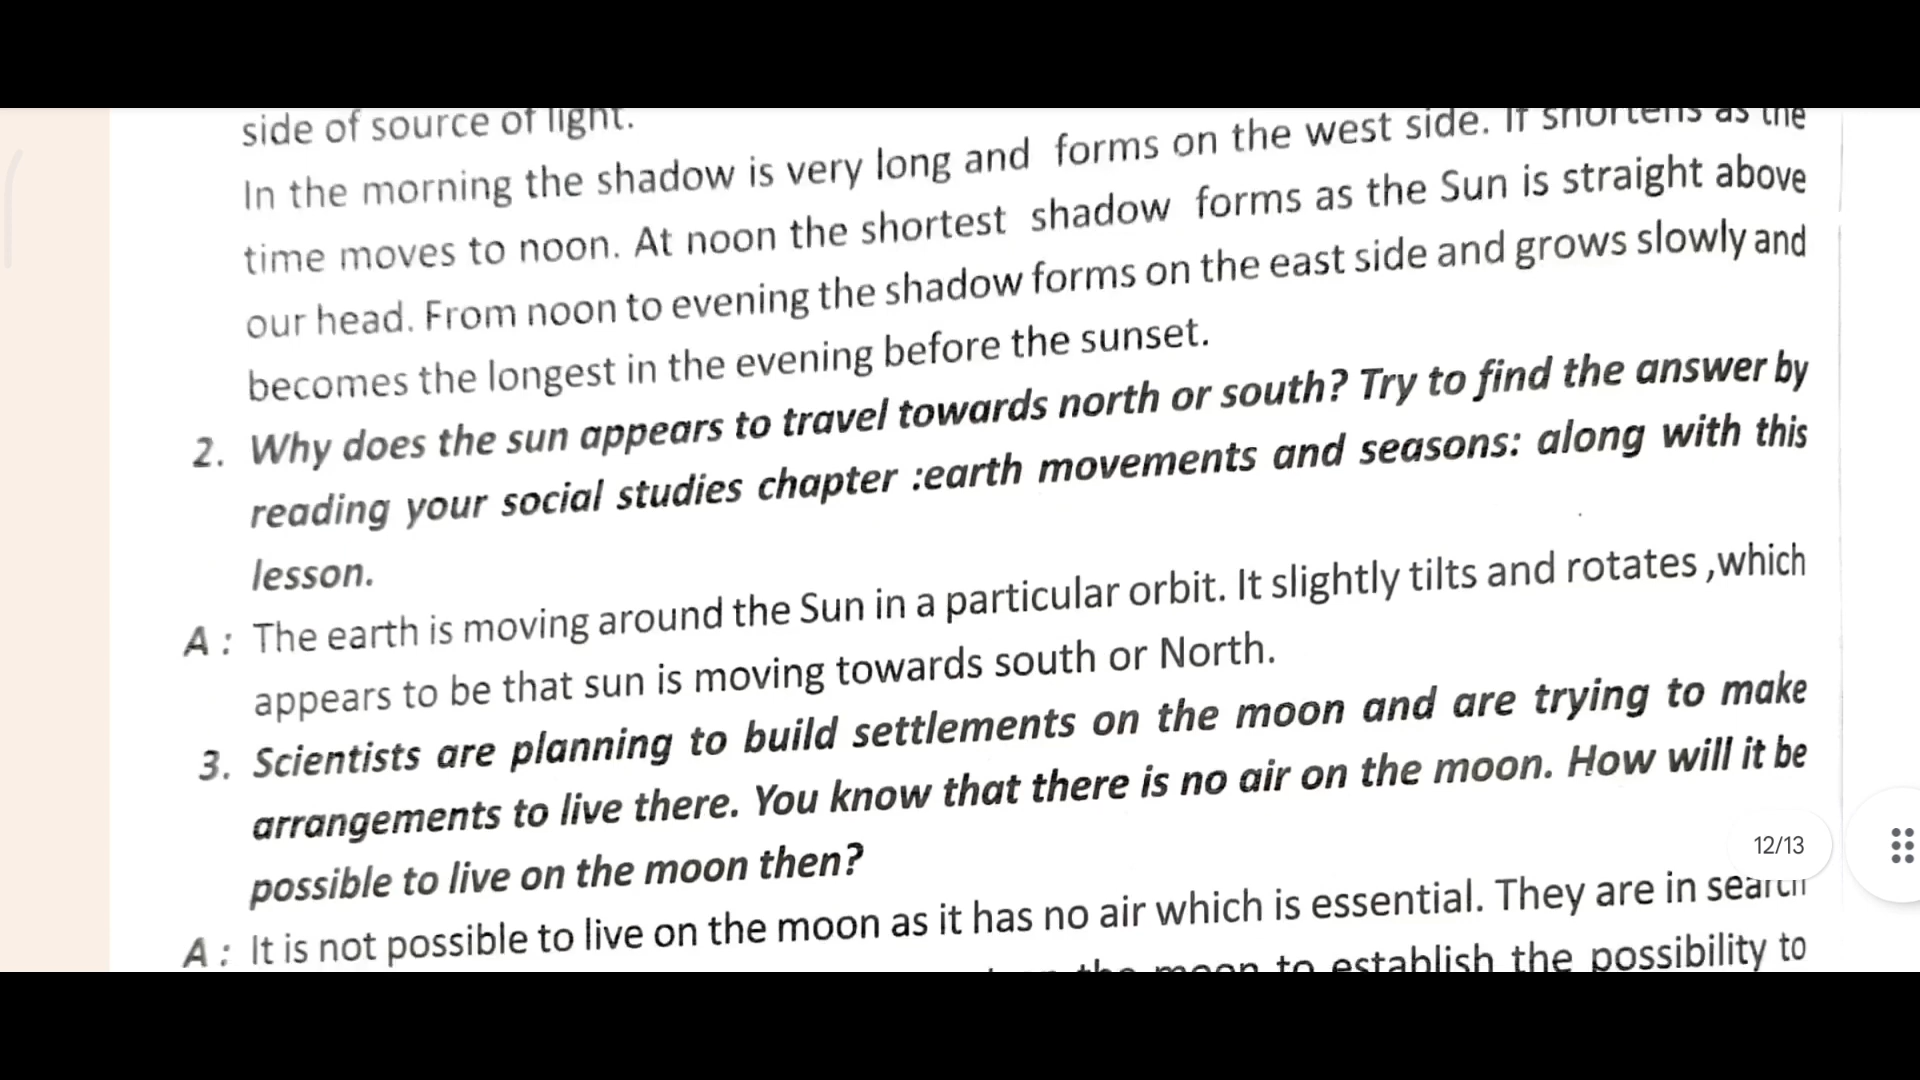 side of source of light.
In the morning the shadow is very long and forms on the west side. If shortens as the
time moves to noon. At noon the shortest shadow forms as the Sun is straight above
our head. From noon to evening the shadow forms on the east side and grows slowly and
becomes the longest in the evening before the sunset.
2. Why does the sun appears to travel towards north or south? Try to find the answer by
reading your social studies chapter :earth movements and seasons: along with this
lesson.
A : The earth is moving around the Sun in a particular orbit. It slightly tilts and rotates ,which
appears to be that sun is moving towards south or North.
3. Scientists are planning to build settlements on the moon and are trying to make
arrangements to live there. You know that there is no air on the moon. How will it be
possible to live on the moon then?
12/13
A : It is not possible to live on the moon as it has no air which is essential. They are in search
the moon to establish the possibility to